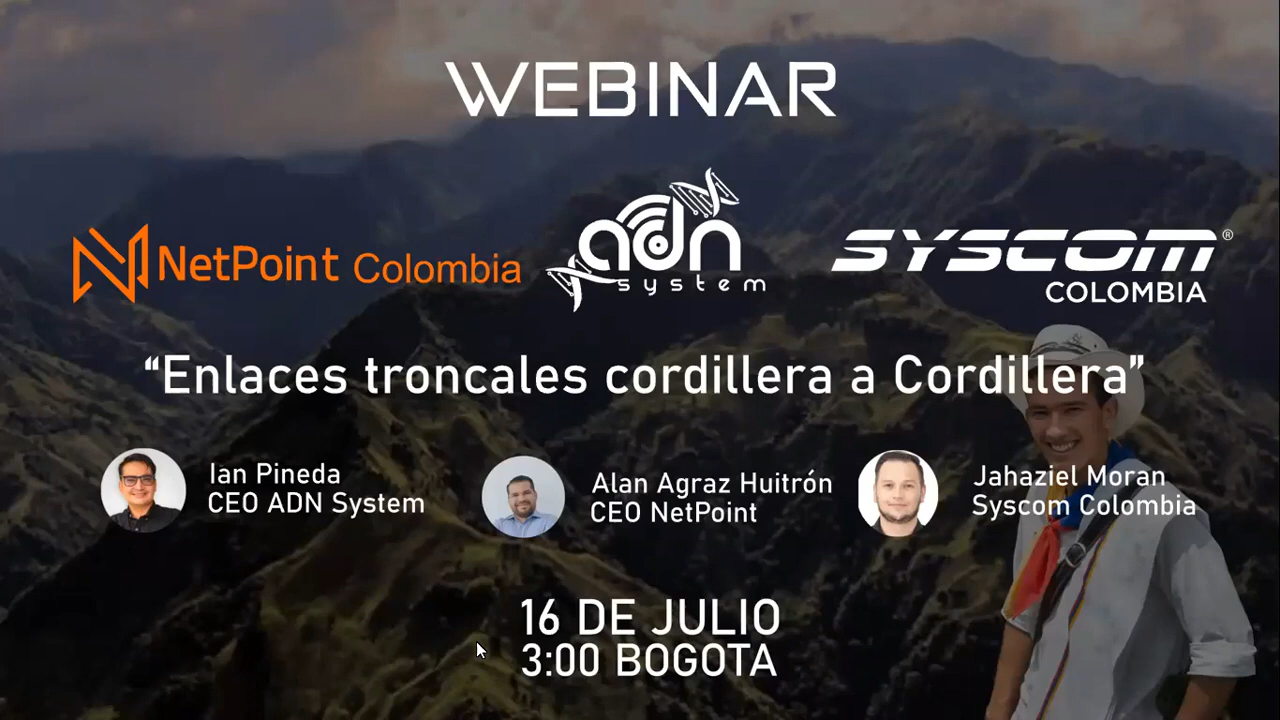 WEBINAR
NetPoint Colombia
adn
system
SYSCOM®
COLOMBIA
“Enlaces troncales cordillera a Cordillera”
Ian Pineda
CEO ADN System
Alan Agraz Huitrón
CEO NetPoint
Jahaziel Moran
Syscom Colombia
16 DE JULIO
3:00 BOGOTA